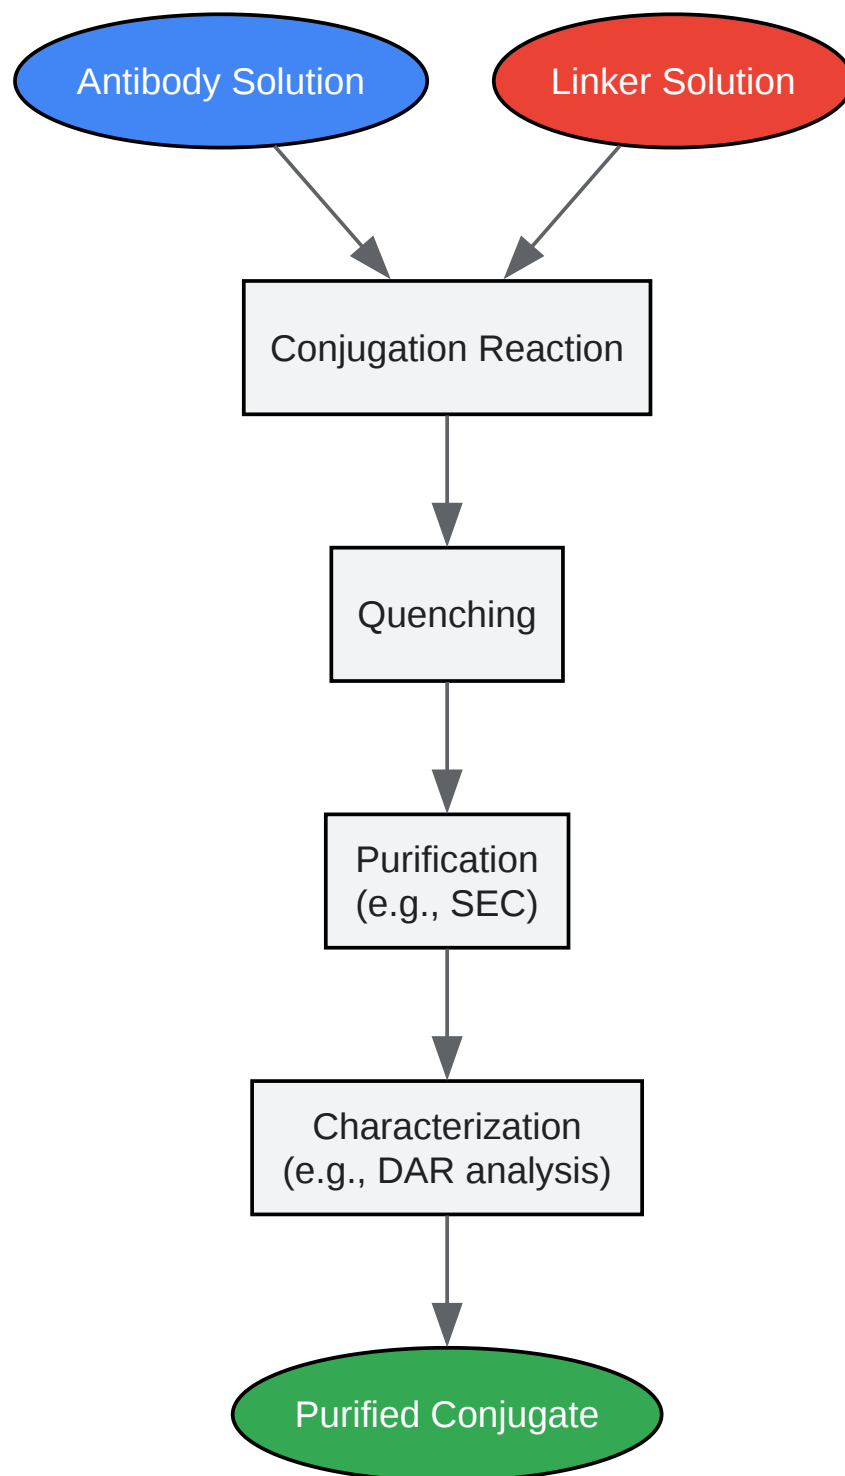 Antibody Solution
Linker Solution
Conjugation Reaction
Quenching
Purification
(e.g., SEC)
Characterization
(e.g., DAR analysis)
Purified Conjugate